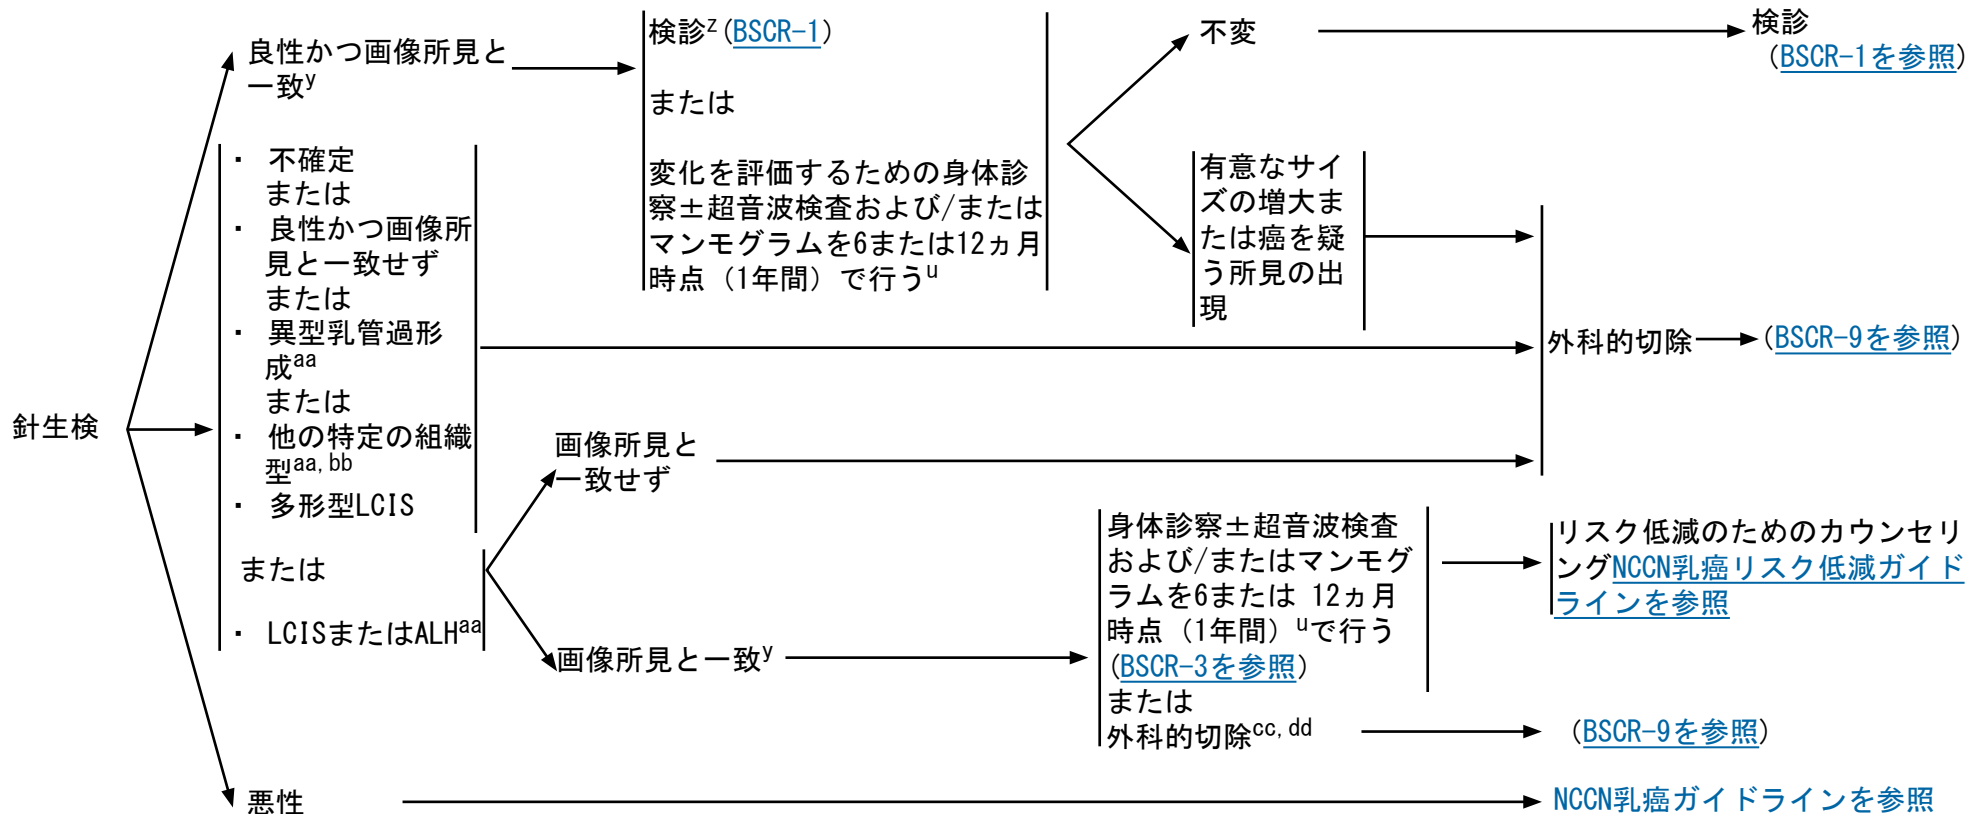 針生検
良性かつ画像所見と
一致y
検診z(BSCR-1)
または
変化を評価するための身体診
察±超音波検査および/または
マンモグラムを6または12ヵ月
時点（1年間）で行うu
不変
検診
（BSCR-1を参照）
有意なサイ
ズの増大ま
たは癌を疑
う所見の出
現
・ 不確定
または
・ 良性かつ画像所
見と一致せず
または
・ 異型乳管過形
成aa
または
・ 他の特定の組織
型aa, bb
・ 多形型LCIS
または
・ LCISまたはALHaa
外科的切除
（BSCR-9を参照）
画像所見と
一致せず
画像所見と一致y
身体診察±超音波検査
および/またはマンモグ
ラムを6または 12ヵ月
時点（1年間）uで行う
（BSCR-3を参照）
または
外科的切除cc, dd
リスク低減のためのカウンセリ
ングNCCN乳癌リスク低減ガイド
ラインを参照
（BSCR-9を参照）
悪性
NCCN乳癌ガイドラインを参照